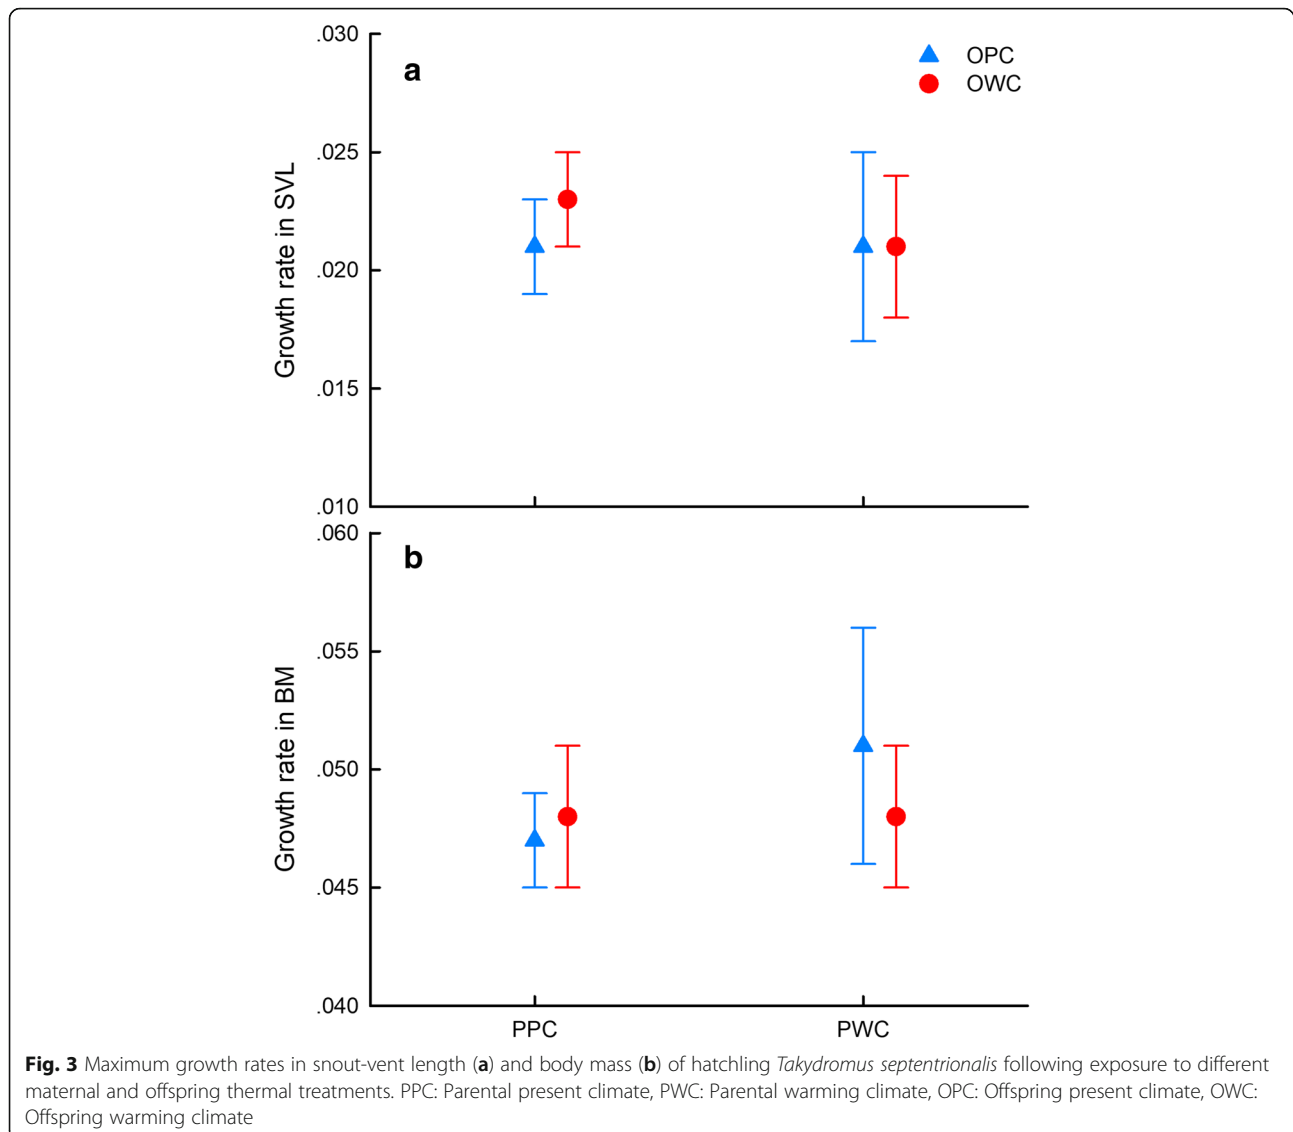 .030
a
OPC
OWC
.025
Growth rate in SVL
.020
.015
.010
.060
b
.055
Growth rate in BM
.050
.045
.040
PPC PWC
Fig. 3 Maximum growth rates in snout-vent length (a) and body mass (b) of hatchling Takydromus septentrionalis following exposure to different
maternal and offspring thermal treatments. PPC: Parental present climate, PWC: Parental warming climate, OPC: Offspring present climate, OWC:
Offspring warming climate